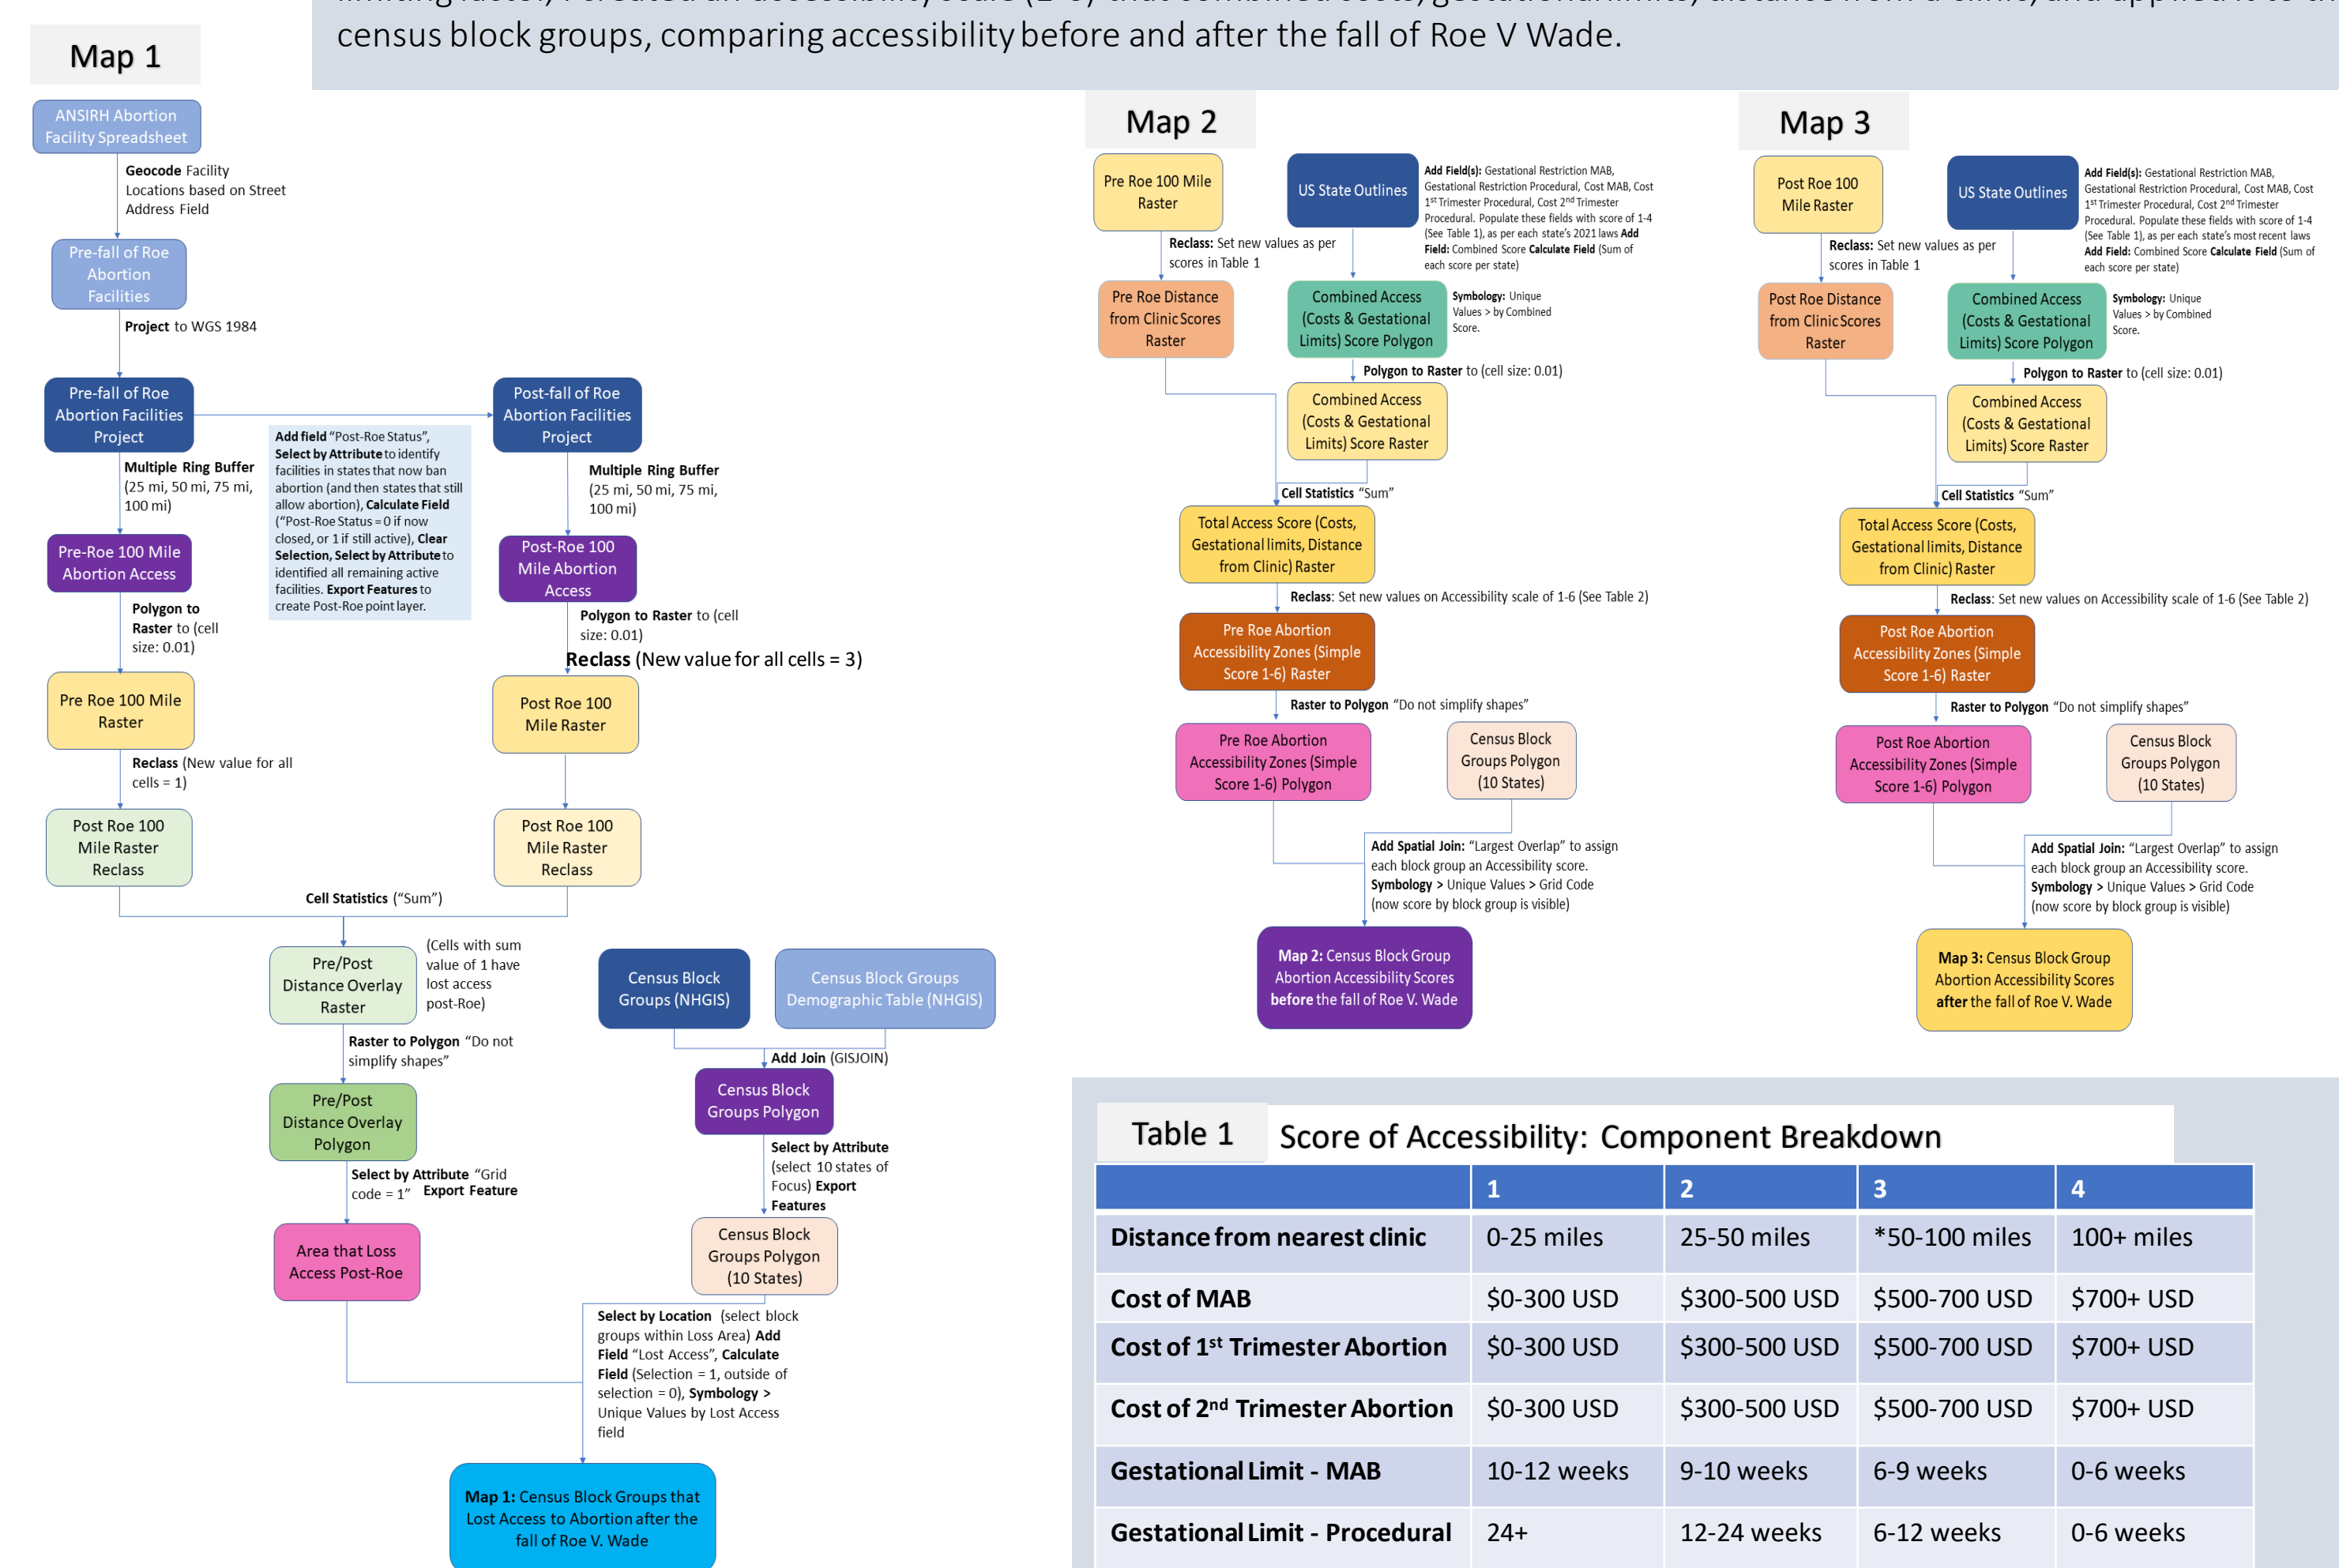 census block groups, comparing accessibility before and after the fall of Roe V Wade.
Map 1
ANSIRH Abortion
Facility Spreadsheet
Geocode Facility
Locations based on Street
Address Field
Pre-fall of Roe
Abortion
Facilities
Project to WGS 1984
Pre-fall of Roe
Abortion Facilities
Project
Post-fall of Roe
Abortion Facilities
Project
Add field “Post-Roe Status”,
Select by Attribute to identify
facilities in states that now ban
abortion (and then states that still
allow abortion), Calculate Field
(“Post-Roe Status = 0 if now
closed, or 1 if still active), Clear
Selection, Select by Attribute to
identified all remaining active
facilities. Export Features to
create Post-Roe point layer.
Multiple Ring Buffer
(25 mi, 50 mi, 75 mi,
100 mi)
Multiple Ring Buffer
(25 mi, 50 mi, 75 mi,
100 mi)
Pre-Roe 100 Mile
Abortion Access
Post-Roe 100
Mile Abortion
Access
Polygon to
Raster to (cell
size: 0.01)
Polygon to Raster to (cell
size: 0.01)
Reclass (New value for all cells = 3)
Pre Roe 100 Mile
Raster
Post Roe 100
Mile Raster
Reclass (New value for all
cells = 1)
Post Roe 100
Mile Raster
Reclass
Post Roe 100
Mile Raster
Reclass
Cell Statistics (“Sum”)
Pre/Post
Distance Overlay
Raster
(Cells with sum
value of 1 have
lost access
post-Roe)
Census Block
Groups (NHGIS)
Census Block Groups
Demographic Table (NHGIS)
Raster to Polygon “Do not
simplify shapes”
Add Join (GISJOIN)
Pre/Post
Distance Overlay
Polygon
Census Block
Groups Polygon
Select by Attribute “Grid
code = 1” Export Feature
Select by Attribute
(select 10 states of
Focus) Export
Features
Area that Loss
Access Post-Roe
Census Block
Groups Polygon
(10 States)
Select by Location (select block
groups within Loss Area) Add
Field “Lost Access”, Calculate
Field (Selection = 1, outside of
selection = 0), Symbology >
Unique Values by Lost Access
field
Map 1: Census Block Groups that
Lost Access to Abortion after the
fall of Roe V. Wade
Map 2
Pre Roe 100 Mile
Raster
US State Outlines
Add Field(s): Gestational Restriction MAB,
Gestational Restriction Procedural, Cost MAB, Cost
1st Trimester Procedural, Cost 2nd Trimester
Procedural. Populate these fields with score of 1-4
(See Table 1), as per each state’s 2021 laws Add
Field: Combined Score Calculate Field (Sum of
each score per state)
Reclass: Set new values as per
scores in Table 1
Pre Roe Distance
from Clinic Scores
Raster
Combined Access
(Costs & Gestational
Limits) Score Polygon
Symbology: Unique
Values > by Combined
Score.
Polygon to Raster to (cell size: 0.01)
Combined Access
(Costs & Gestational
Limits) Score Raster
Cell Statistics “Sum”
Total Access Score (Costs,
Gestational limits, Distance
from Clinic) Raster
Reclass: Set new values on Accessibility scale of 1-6 (See Table 2)
Pre Roe Abortion
Accessibility Zones (Simple
Score 1-6) Raster
Raster to Polygon “Do not simplify shapes”
Pre Roe Abortion
Accessibility Zones (Simple
Score 1-6) Polygon
Census Block
Groups Polygon
(10 States)
Add Spatial Join: “Largest Overlap” to assign
each block group an Accessibility score.
Symbology > Unique Values > Grid Code
(now score by block group is visible)
Map 2: Census Block Group
Abortion Accessibility Scores
before the fall of Roe V. Wade
Map 3
Post Roe 100
Mile Raster
US State Outlines
Add Field(s): Gestational Restriction MAB,
Gestational Restriction Procedural, Cost MAB, Cost
1st Trimester Procedural, Cost 2nd Trimester
Procedural. Populate these fields with score of 1-4
(See Table 1), as per each state’s most recent laws
Add Field: Combined Score Calculate Field (Sum of
each score per state)
Reclass: Set new values as per
scores in Table 1
Post Roe Distance
from Clinic Scores
Raster
Combined Access
(Costs & Gestational
Limits) Score Polygon
Symbology: Unique
Values > by Combined
Score.
Polygon to Raster to (cell size: 0.01)
Combined Access
(Costs & Gestational
Limits) Score Raster
Cell Statistics “Sum”
Total Access Score (Costs,
Gestational limits, Distance
from Clinic) Raster
Reclass: Set new values on Accessibility scale of 1-6 (See Table 2)
Post Roe Abortion
Accessibility Zones (Simple
Score 1-6) Raster
Raster to Polygon “Do not simplify shapes”
Post Roe Abortion
Accessibility Zones (Simple
Score 1-6) Polygon
Census Block
Groups Polygon
(10 States)
Add Spatial Join: “Largest Overlap” to assign
each block group an Accessibility score.
Symbology > Unique Values > Grid Code
(now score by block group is visible)
Map 3: Census Block Group
Abortion Accessibility Scores
after the fall of Roe V. Wade
Table 1 Score of Accessibility: Component Breakdown
1 2 3 4
Distance from nearest clinic 0-25 miles 25-50 miles *50-100 miles 100+ miles
Cost of MAB $0-300 USD $300-500 USD $500-700 USD $700+ USD
Cost of 1st Trimester Abortion $0-300 USD $300-500 USD $500-700 USD $700+ USD
Cost of 2nd Trimester Abortion $0-300 USD $300-500 USD $500-700 USD $700+ USD
Gestational Limit - MAB 10-12 weeks 9-10 weeks 6-9 weeks 0-6 weeks
Gestational Limit - Procedural 24+ 12-24 weeks 6-12 weeks 0-6 weeks